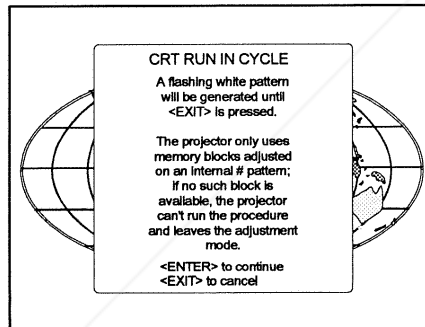 CRT RUN IN CYCLE
A flashing white pattern
will be generated until
<EXIT> is pressed.
The projector only uses
memory blocks adjusted
on an internal # pattern;
If no such block is
available, the projector
can't run the procedure
and leaves the adjustment
mode.
<ENTER> to continue
<EXIT> to cancel